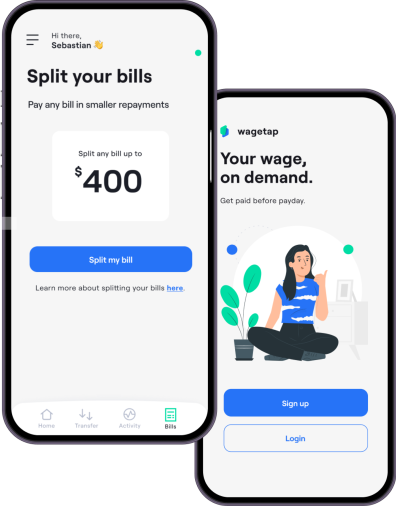 Hi there,
Sebastian 👋
Split your bills
Pay any bill in smaller repayments
Split any bill up to
$400
Split my bill
Learn more about splitting your bills here.
Home
Transfer
Activity
Bills
wagetap
Your wage,
on demand.
Get paid before payday.
Sign up
Login